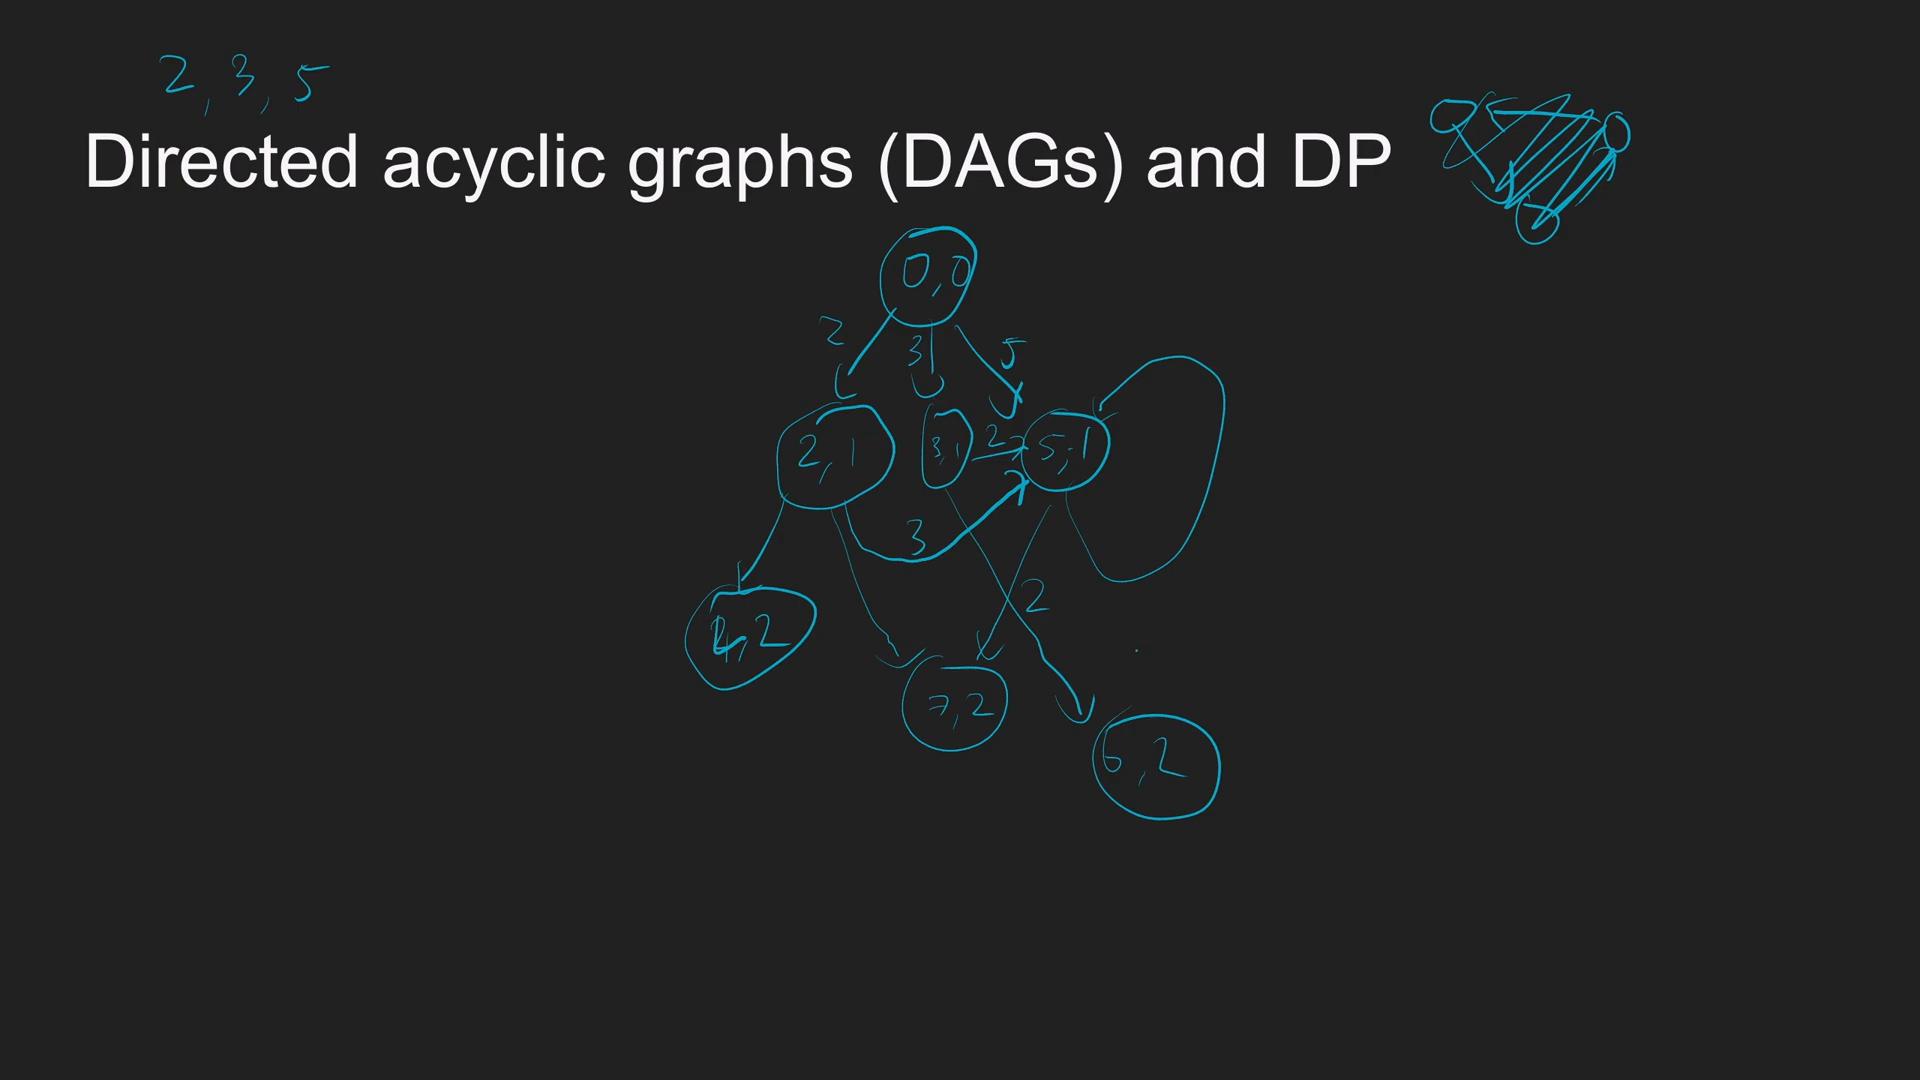 2, 3, 5
Directed acyclic graphs (DAGs) and DP
0, 0
2 3 5
2, 1 3, 1 2 5, 1
3
2
4, 2
7, 2
6, 2